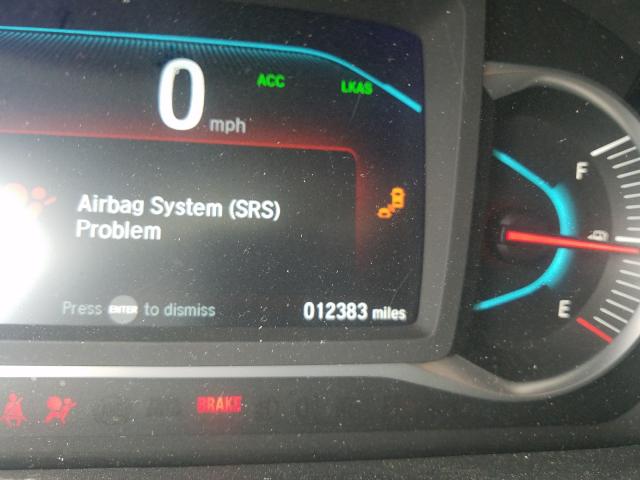 0 mph
ACC
LKAS
F
Airbag System (SRS)
Problem
E
Press ENTER to dismiss
012383 miles
BRAKE